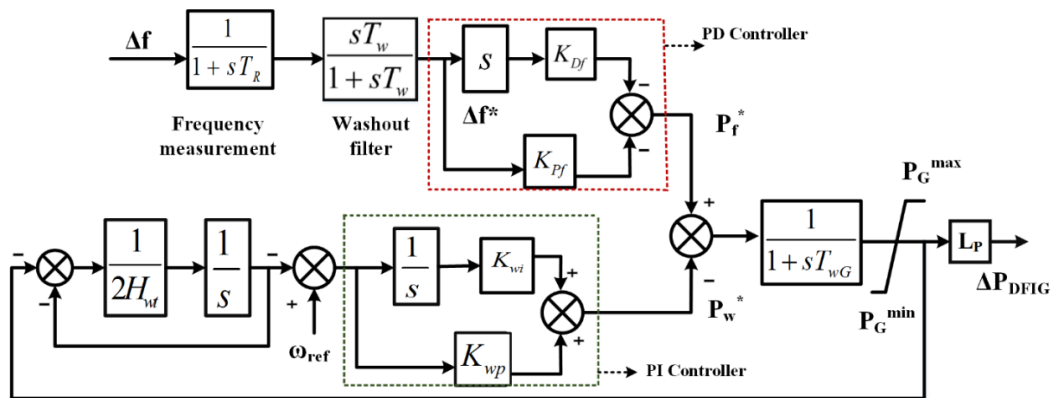 Δf
1
1 + sT_R
Frequency
measurement
sT_w
1 + sT_w
Washout
filter
s
Δf*
K_Df
K_Pf
−
−
PD Controller
P_f*
+
−
P_w*
1
1 + sT_wG
P_G^max
P_G^min
L_P
ΔP_DFIG
−
−
1
2H_wt
1
s
−
+
ω_ref
1
s
K_wi
K_wp
+
+
PI Controller